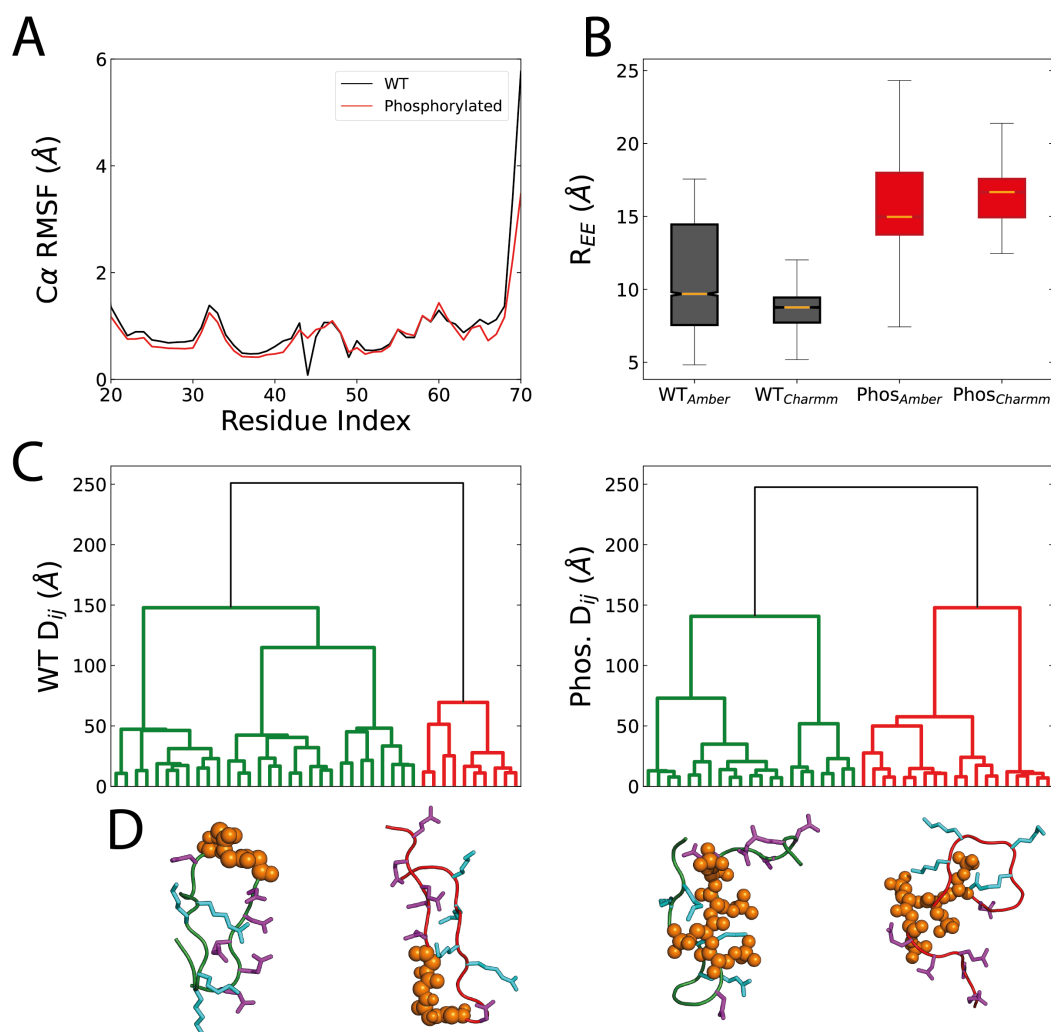 A
B
6
4
2
0
20
30
40
50
60
70
Cα RMSF (Å)
Residue Index
WT
Phosphorylated
25
20
15
10
5
R_EE (Å)
WT_Amber
WT_Charmm
Phos_Amber
Phos_Charmm
C
250
200
150
100
50
0
WT D_ij (Å)
250
200
150
100
50
0
Phos. D_ij (Å)
D